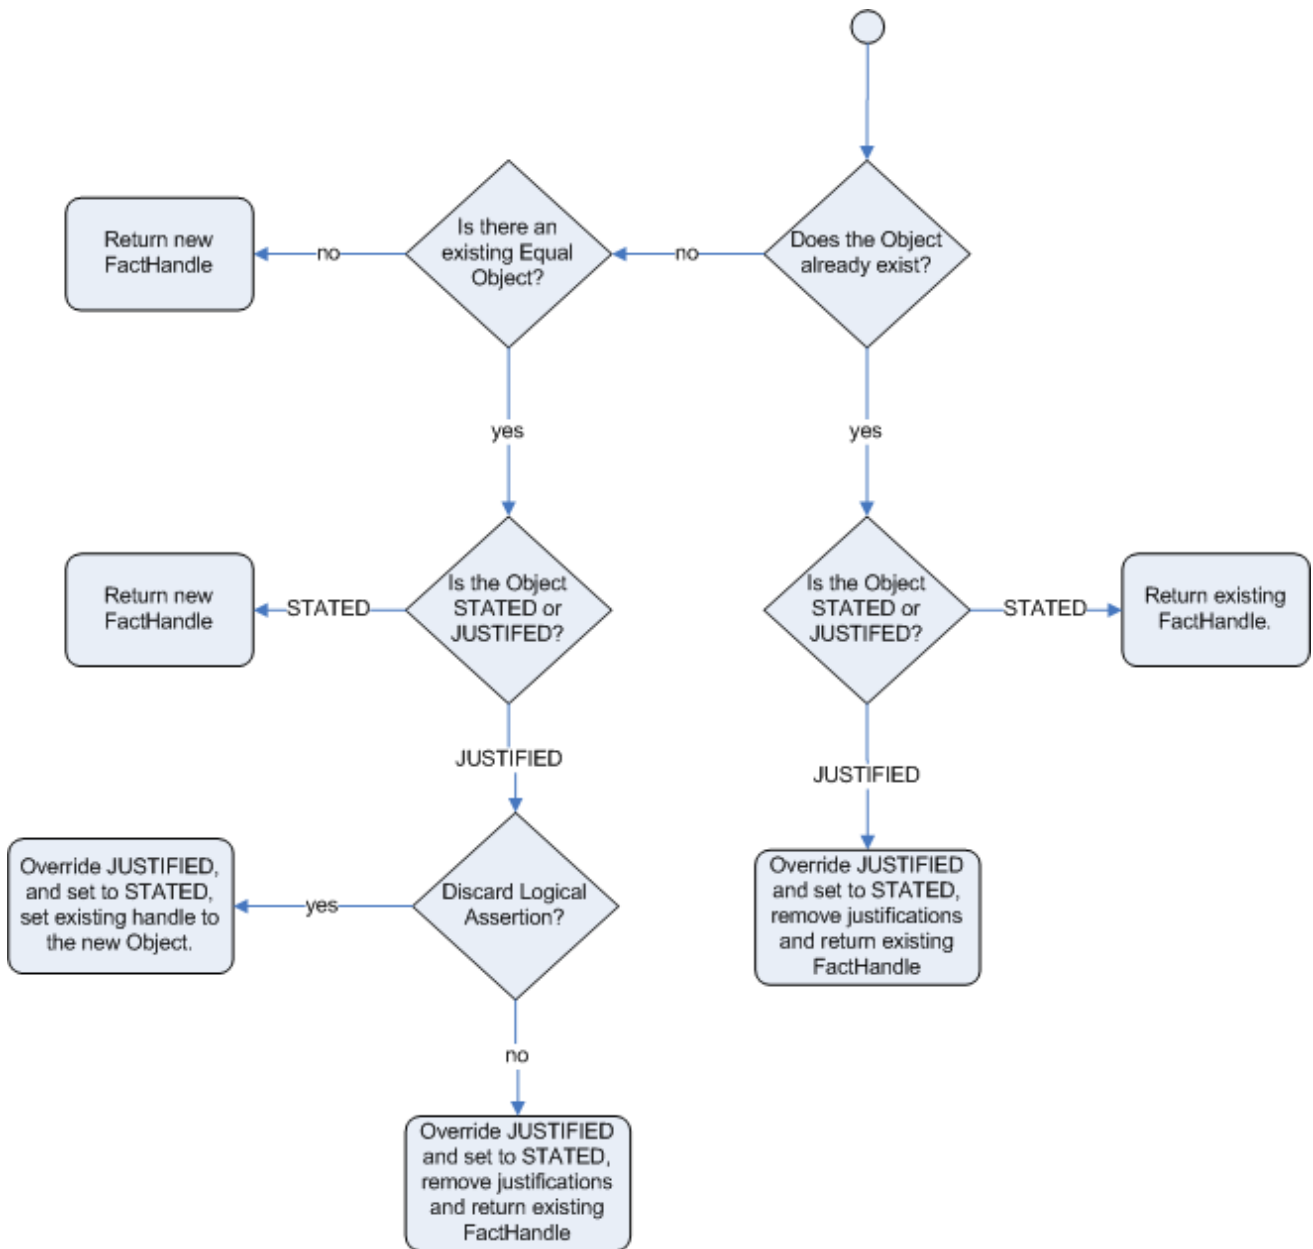 Is there an
existing Equal
Object?
Return new
FactHandle
no
no
Does the Object
already exist?
yes
yes
Return new
FactHandle
STATED
Is the Object
STATED or
JUSTIFED?
Is the Object
STATED or
JUSTIFED?
STATED
Return existing
FactHandle.
JUSTIFIED
JUSTIFIED
Override JUSTIFIED,
and set to STATED,
set existing handle to
the new Object.
yes
Discard Logical
Assertion?
Override JUSTIFIED
and set to STATED,
remove justifications
and return existing
FactHandle
no
Override JUSTIFIED
and set to STATED,
remove justifications
and return existing
FactHandle